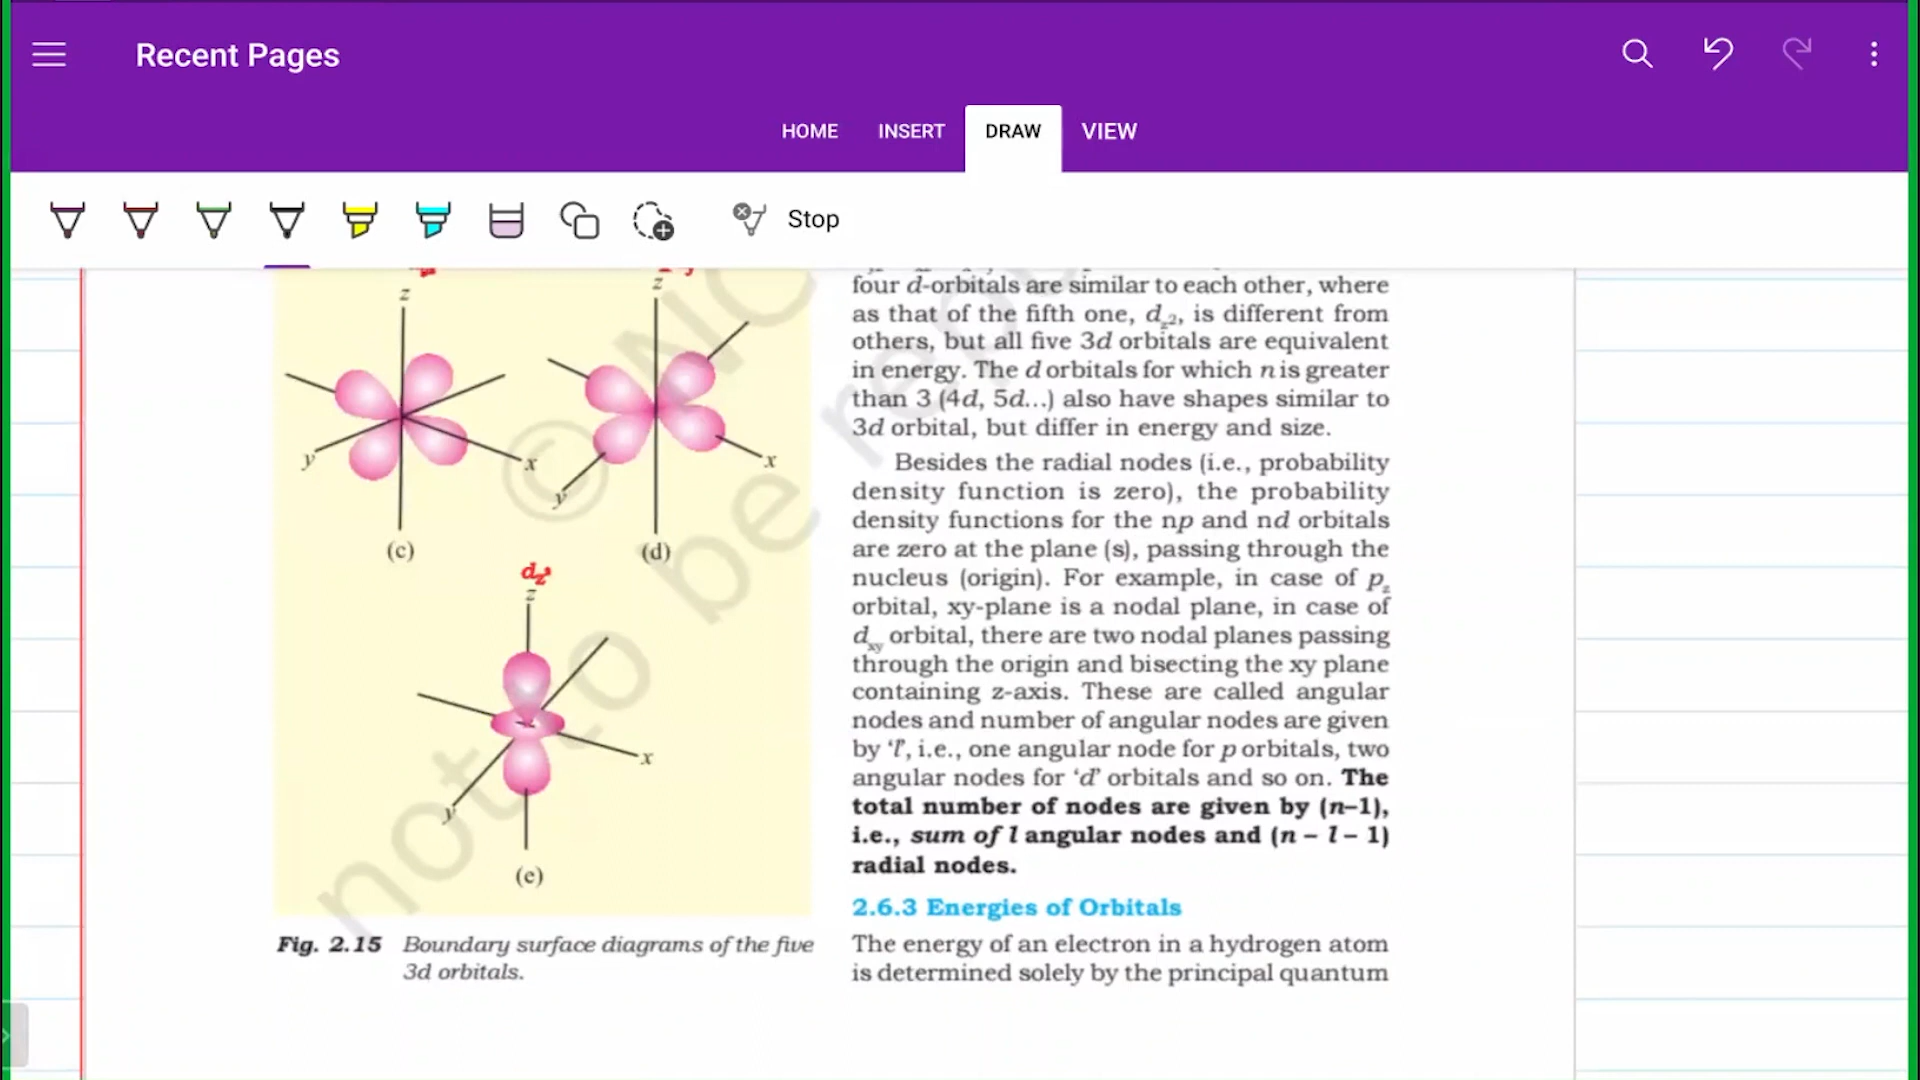 Recent Pages
HOME INSERT DRAW VIEW
Stop
z
z
y
x
y
x
(c)
(d)
dz²
z
x
y
(e)
Fig. 2.15 Boundary surface diagrams of the five
3d orbitals.
four d-orbitals are similar to each other, where
as that of the fifth one, dz², is different from
others, but all five 3d orbitals are equivalent
in energy. The d orbitals for which n is greater
than 3 (4d, 5d...) also have shapes similar to
3d orbital, but differ in energy and size.
Besides the radial nodes (i.e., probability
density function is zero), the probability
density functions for the np and nd orbitals
are zero at the plane (s), passing through the
nucleus (origin). For example, in case of pz
orbital, xy-plane is a nodal plane, in case of
dxy orbital, there are two nodal planes passing
through the origin and bisecting the xy plane
containing z-axis. These are called angular
nodes and number of angular nodes are given
by ‘l’, i.e., one angular node for p orbitals, two
angular nodes for ‘d’ orbitals and so on. The
total number of nodes are given by (n–1),
i.e., sum of l angular nodes and (n – l – 1)
radial nodes.
2.6.3 Energies of Orbitals
The energy of an electron in a hydrogen atom
is determined solely by the principal quantum
© NC
not to be rep